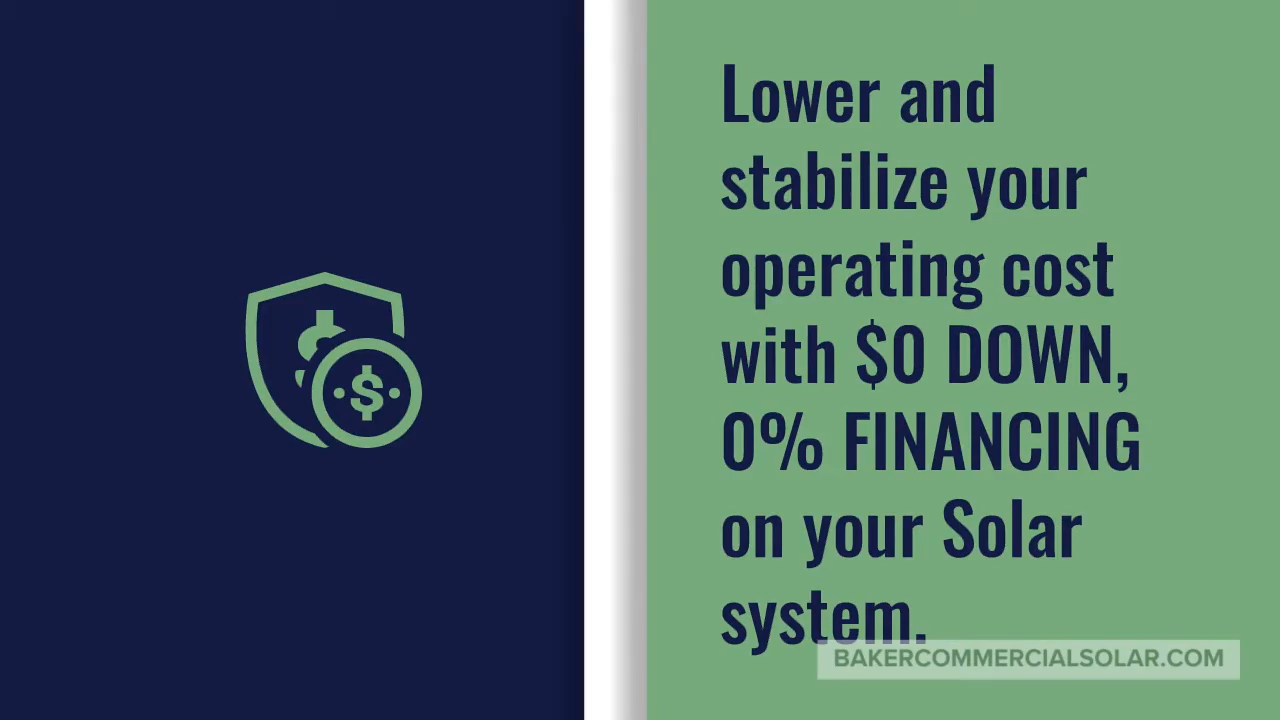 Lower and
stabilize your
operating cost
with $0 DOWN,
0% FINANCING
on your Solar
system.
BAKERCOMMERCIALSOLAR.COM
$
$